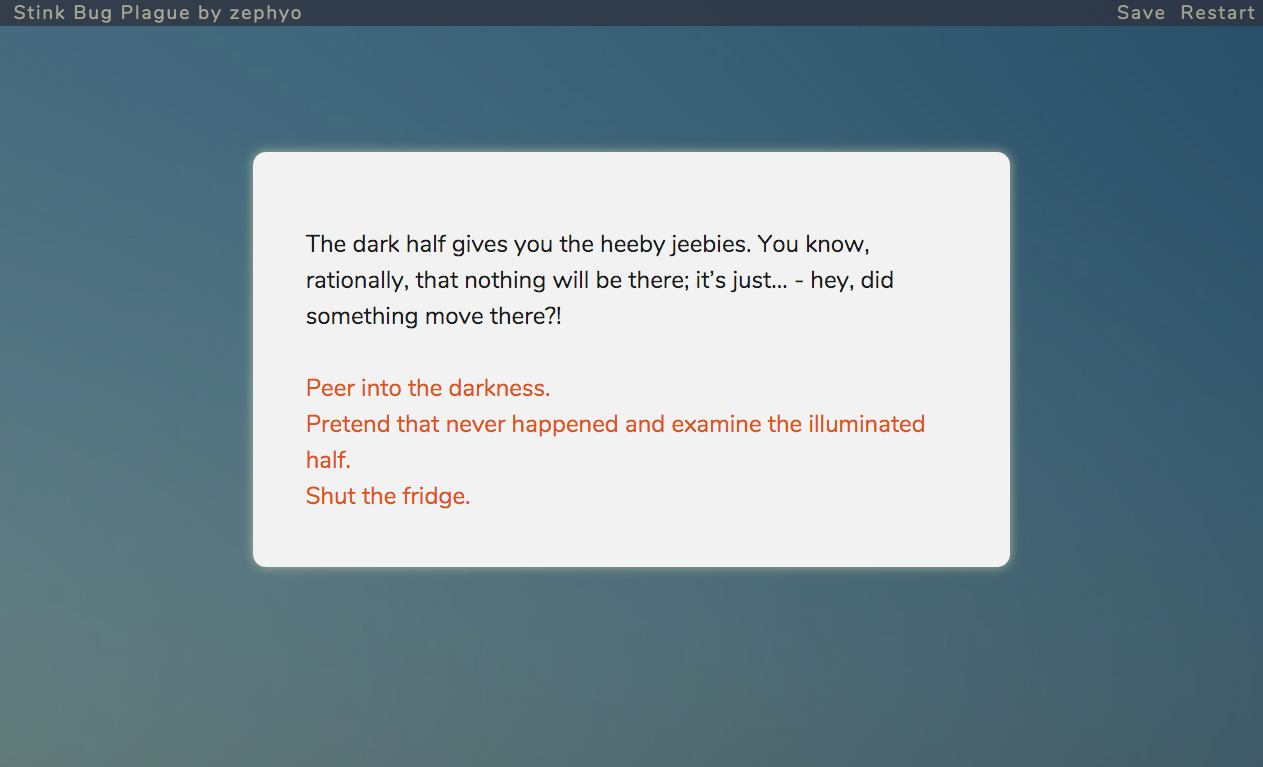 Stink Bug Plague by zephyo
Save Restart
The dark half gives you the heeby jeebies. You know,
rationally, that nothing will be there; it’s just... - hey, did
something move there?!
Peer into the darkness.
Pretend that never happened and examine the illuminated
half.
Shut the fridge.